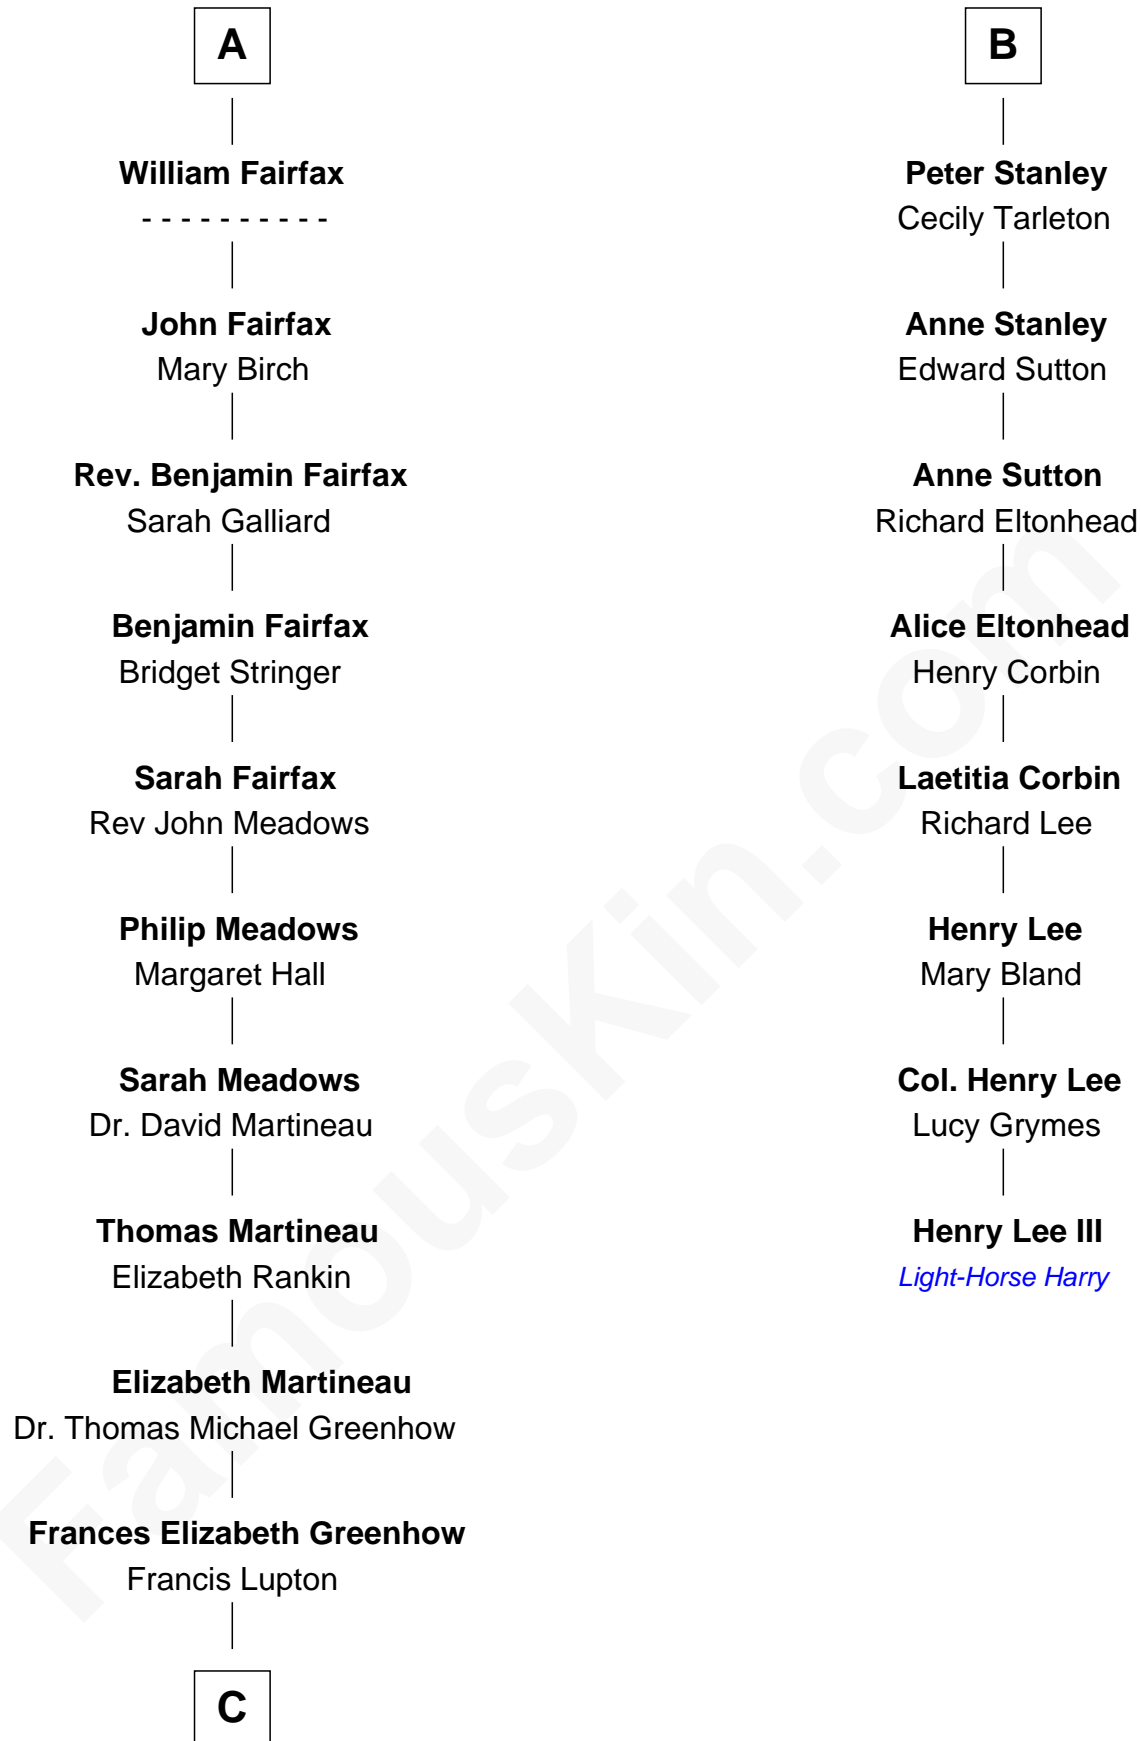 A
William Fairfax
- - - - - - - - - -
John Fairfax
Mary Birch
Rev. Benjamin Fairfax
Sarah Galliard
Benjamin Fairfax
Bridget Stringer
Sarah Fairfax
Rev John Meadows
Philip Meadows
Margaret Hall
Sarah Meadows
Dr. David Martineau
Thomas Martineau
Elizabeth Rankin
Elizabeth Martineau
Dr. Thomas Michael Greenhow
Frances Elizabeth Greenhow
Francis Lupton
C
B
Peter Stanley
Cecily Tarleton
Anne Stanley
Edward Sutton
Anne Sutton
Richard Eltonhead
Alice Eltonhead
Henry Corbin
Laetitia Corbin
Richard Lee
Henry Lee
Mary Bland
Col. Henry Lee
Lucy Grymes
Henry Lee III
Light-Horse Harry
FamousKin.com